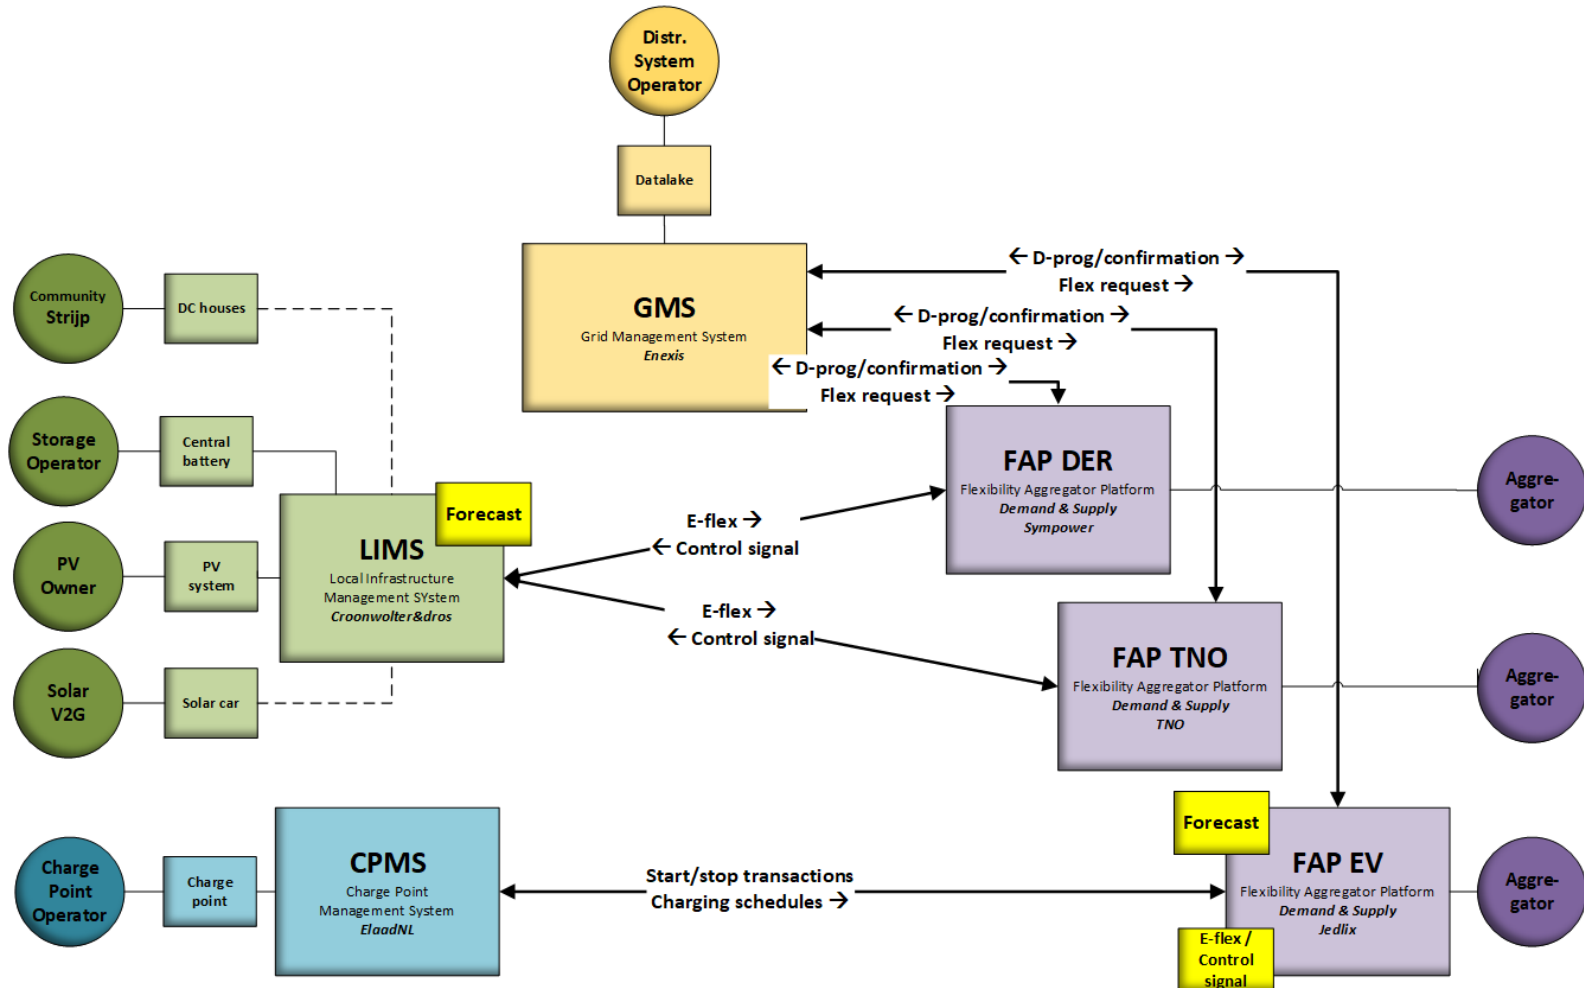 Distr.
System
Operator
Datalake
GMS
Grid Management System
Enexis
← D-prog/confirmation →
Flex request →
← D-prog/confirmation →
Flex request →
← D-prog/confirmation →
Flex request →
Community
Strijp
DC houses
Storage
Operator
Central
battery
PV
Owner
PV
system
Solar
V2G
Solar car
Forecast
LIMS
Local Infrastructure
Management SYstem
Croonwolter&dros
E-flex →
← Control signal
E-flex →
← Control signal
FAP DER
Flexibility Aggregator Platform
Demand & Supply
Sympower
Aggre-
gator
FAP TNO
Flexibility Aggregator Platform
Demand & Supply
TNO
Aggre-
gator
Charge
Point
Operator
Charge
point
CPMS
Charge Point
Management System
ElaadNL
Start/stop transactions
Charging schedules →
Forecast
FAP EV
Flexibility Aggregator Platform
Demand & Supply
Jedlix
E-flex /
Control
signal
Aggre-
gator